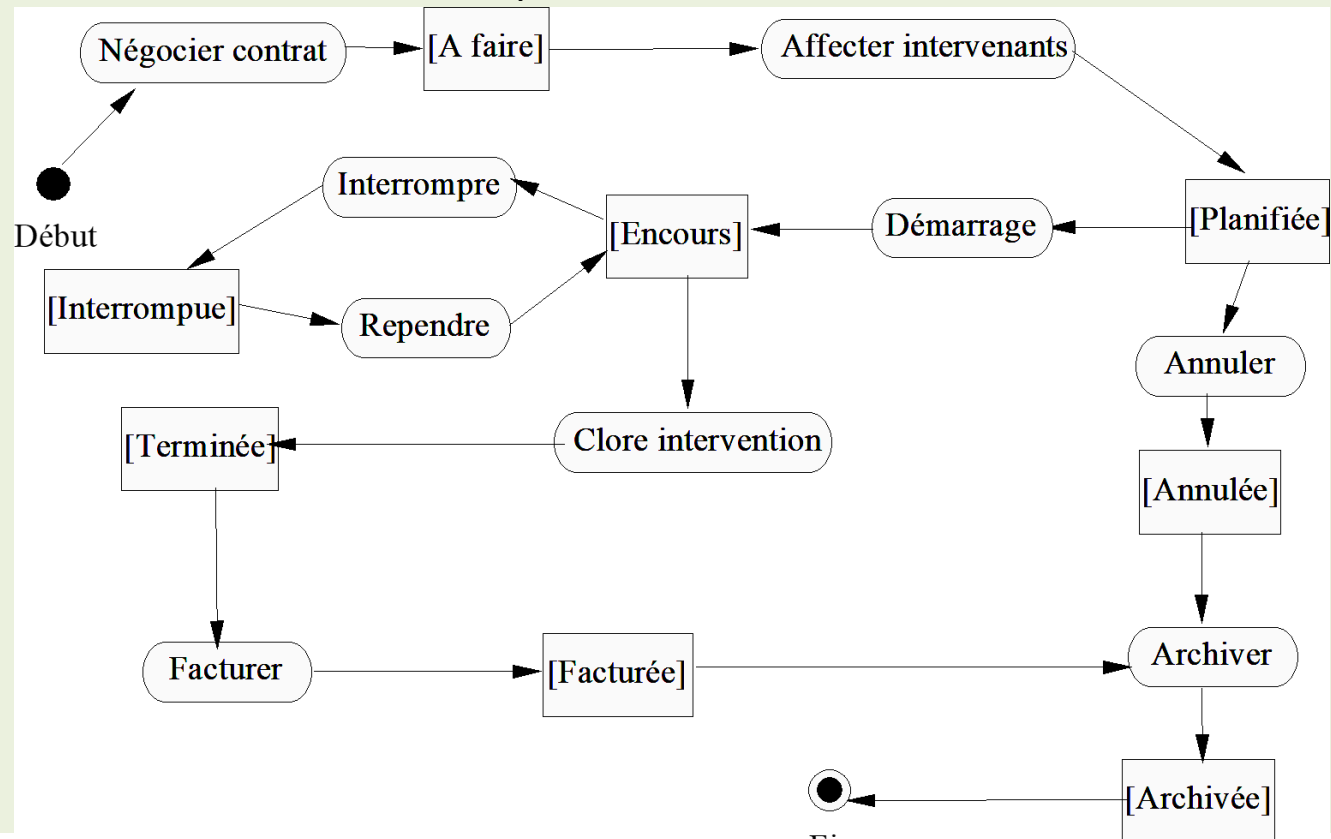 Négocier contrat
[A faire]
Affecter intervenants
Début
Interrompre
[Encours]
Démarrage
[Planifiée]
[Interrompue]
Rependre
Annuler
[Terminée]
Clore intervention
[Annulée]
Facturer
[Facturée]
Archiver
[Archivée]